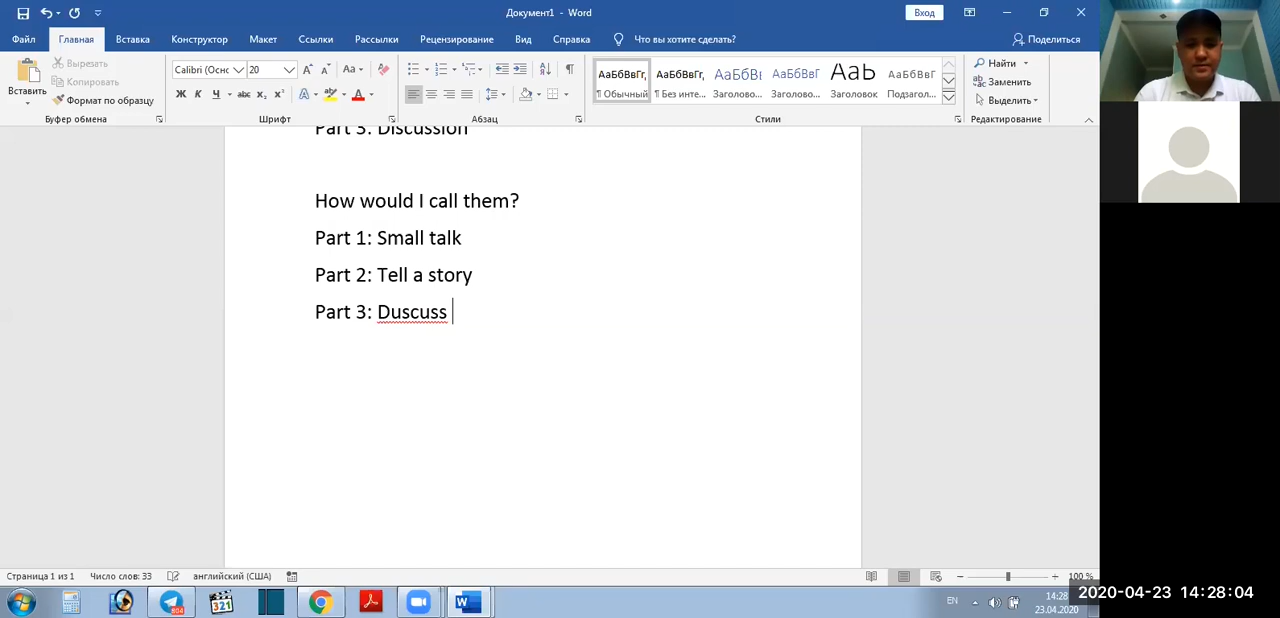 Документ1 - Word
Вход
Файл Главная Вставка Конструктор Макет Ссылки Рассылки Рецензирование Вид Справка Что вы хотите сделать? Поделиться
Вставить
Вырезать
Копировать
Формат по образцу
Буфер обмена
Calibri (Осно 20
Шрифт
Абзац
АаБбВвГг, АаБбВвГг, АаБбВі АаБбВвГ АаЬ АаБбВвГ
¶ Обычный ¶ Без инте... Заголово... Заголово... Заголовок Подзагол...
Стили
Найти
Заменить
Выделить
Редактирование
Part 3: Discussion
How would I call them?
Part 1: Small talk
Part 2: Tell a story
Part 3: Duscuss
Страница 1 из 1 Число слов: 33 английский (США) 100 %
EN
14:28
23.04.2020
2020-04-23 14:28:04